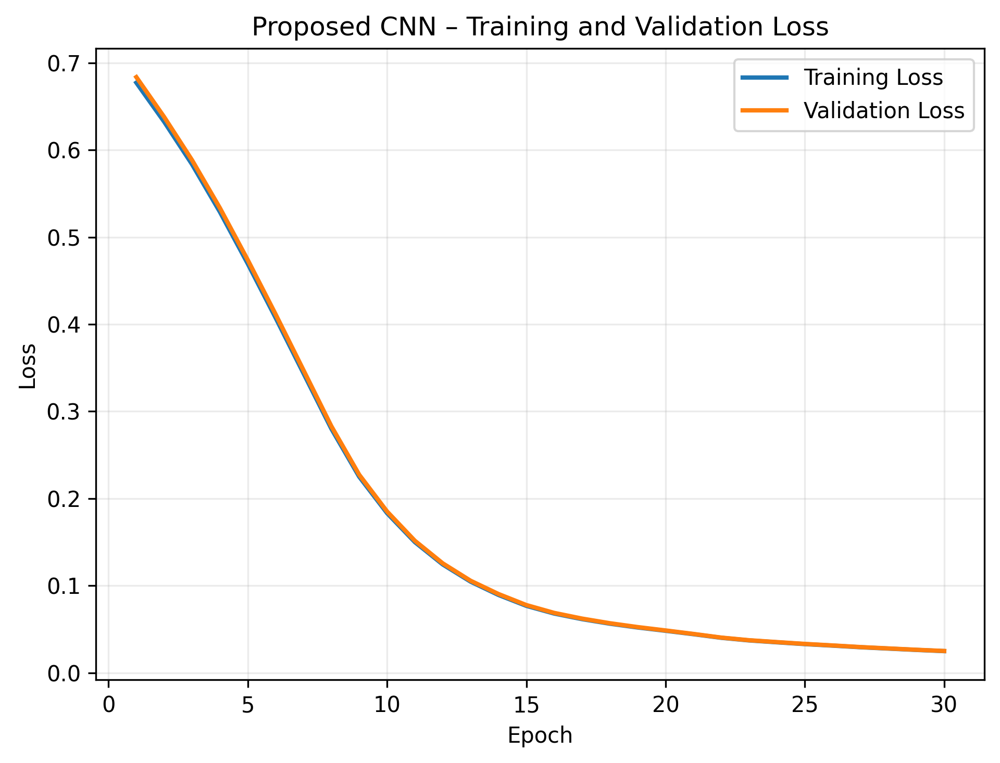 Proposed CNN – Training and Validation Loss
Training Loss
Validation Loss
0.7
0.6
0.5
0.4
0.3
0.2
0.1
0.0
Loss
0 5 10 15 20 25 30
Epoch